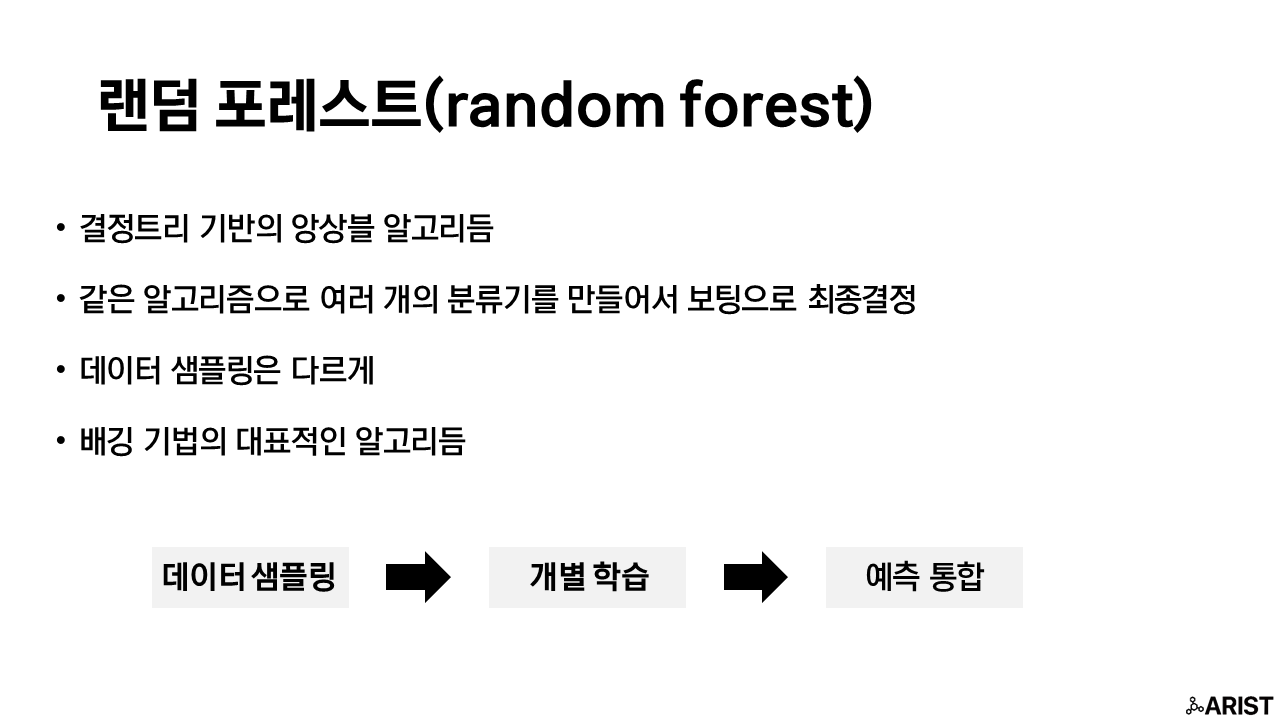 랜덤 포레스트(random forest)
• 결정트리 기반의 앙상블 알고리듬
• 같은 알고리즘으로 여러 개의 분류기를 만들어서 보팅으로 최종결정
• 데이터 샘플링은 다르게
• 배깅 기법의 대표적인 알고리듬
데이터 샘플링
개별 학습
예측 통합
ARIST